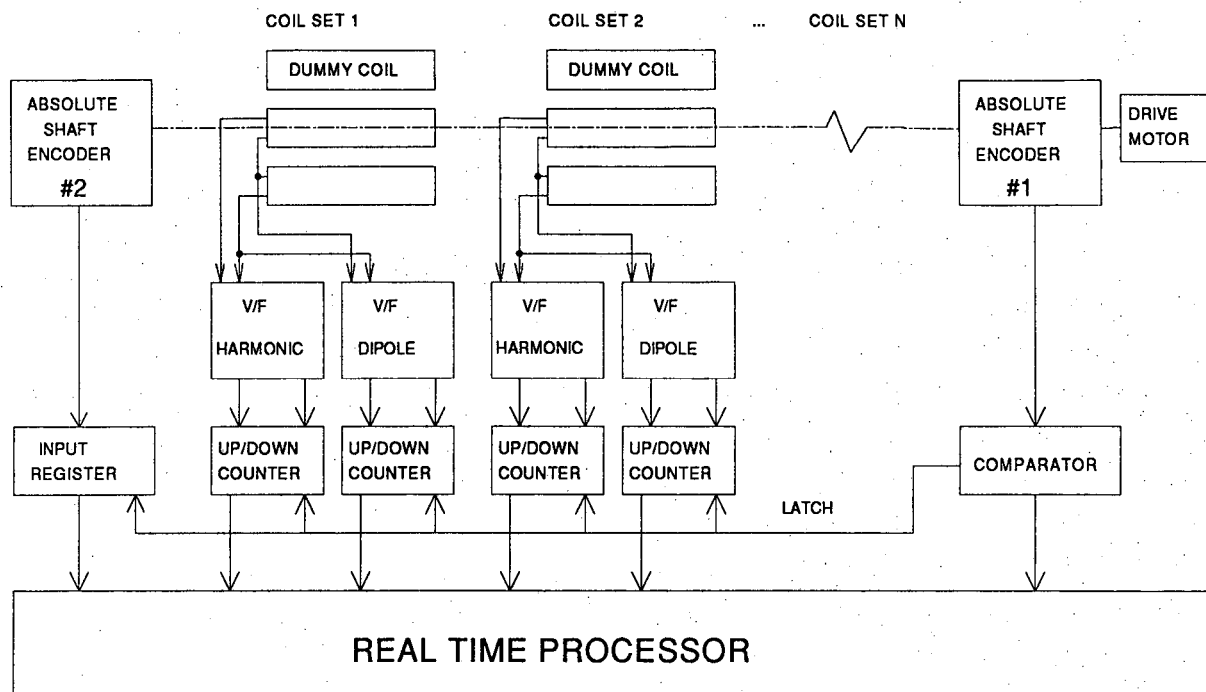 COIL SET 1
COIL SET 2
...
COIL SET N
DUMMY COIL
DUMMY COIL
ABSOLUTE
SHAFT
ENCODER
#2
ABSOLUTE
SHAFT
ENCODER
#1
DRIVE
MOTOR
V/F
HARMONIC
V/F
DIPOLE
V/F
HARMONIC
V/F
DIPOLE
INPUT
REGISTER
UP/DOWN
COUNTER
UP/DOWN
COUNTER
UP/DOWN
COUNTER
UP/DOWN
COUNTER
COMPARATOR
LATCH
REAL TIME PROCESSOR